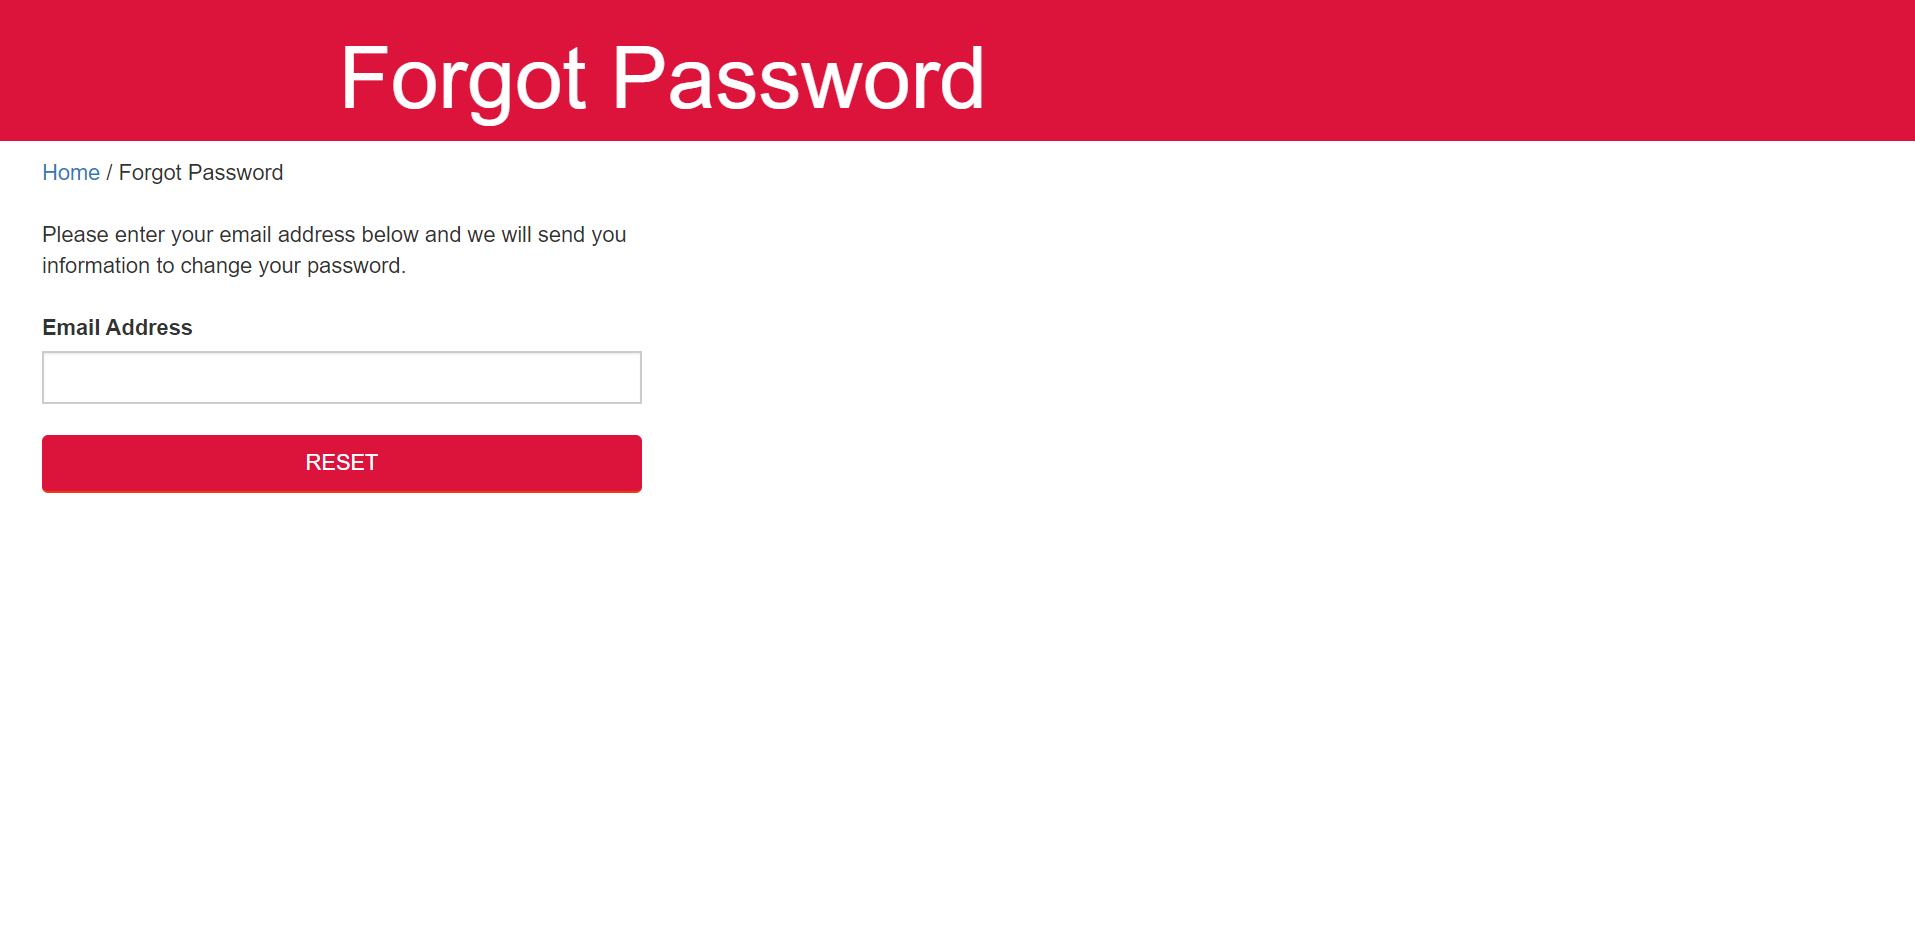 Forgot Password
Home / Forgot Password
Please enter your email address below and we will send you
information to change your password.
Email Address
RESET